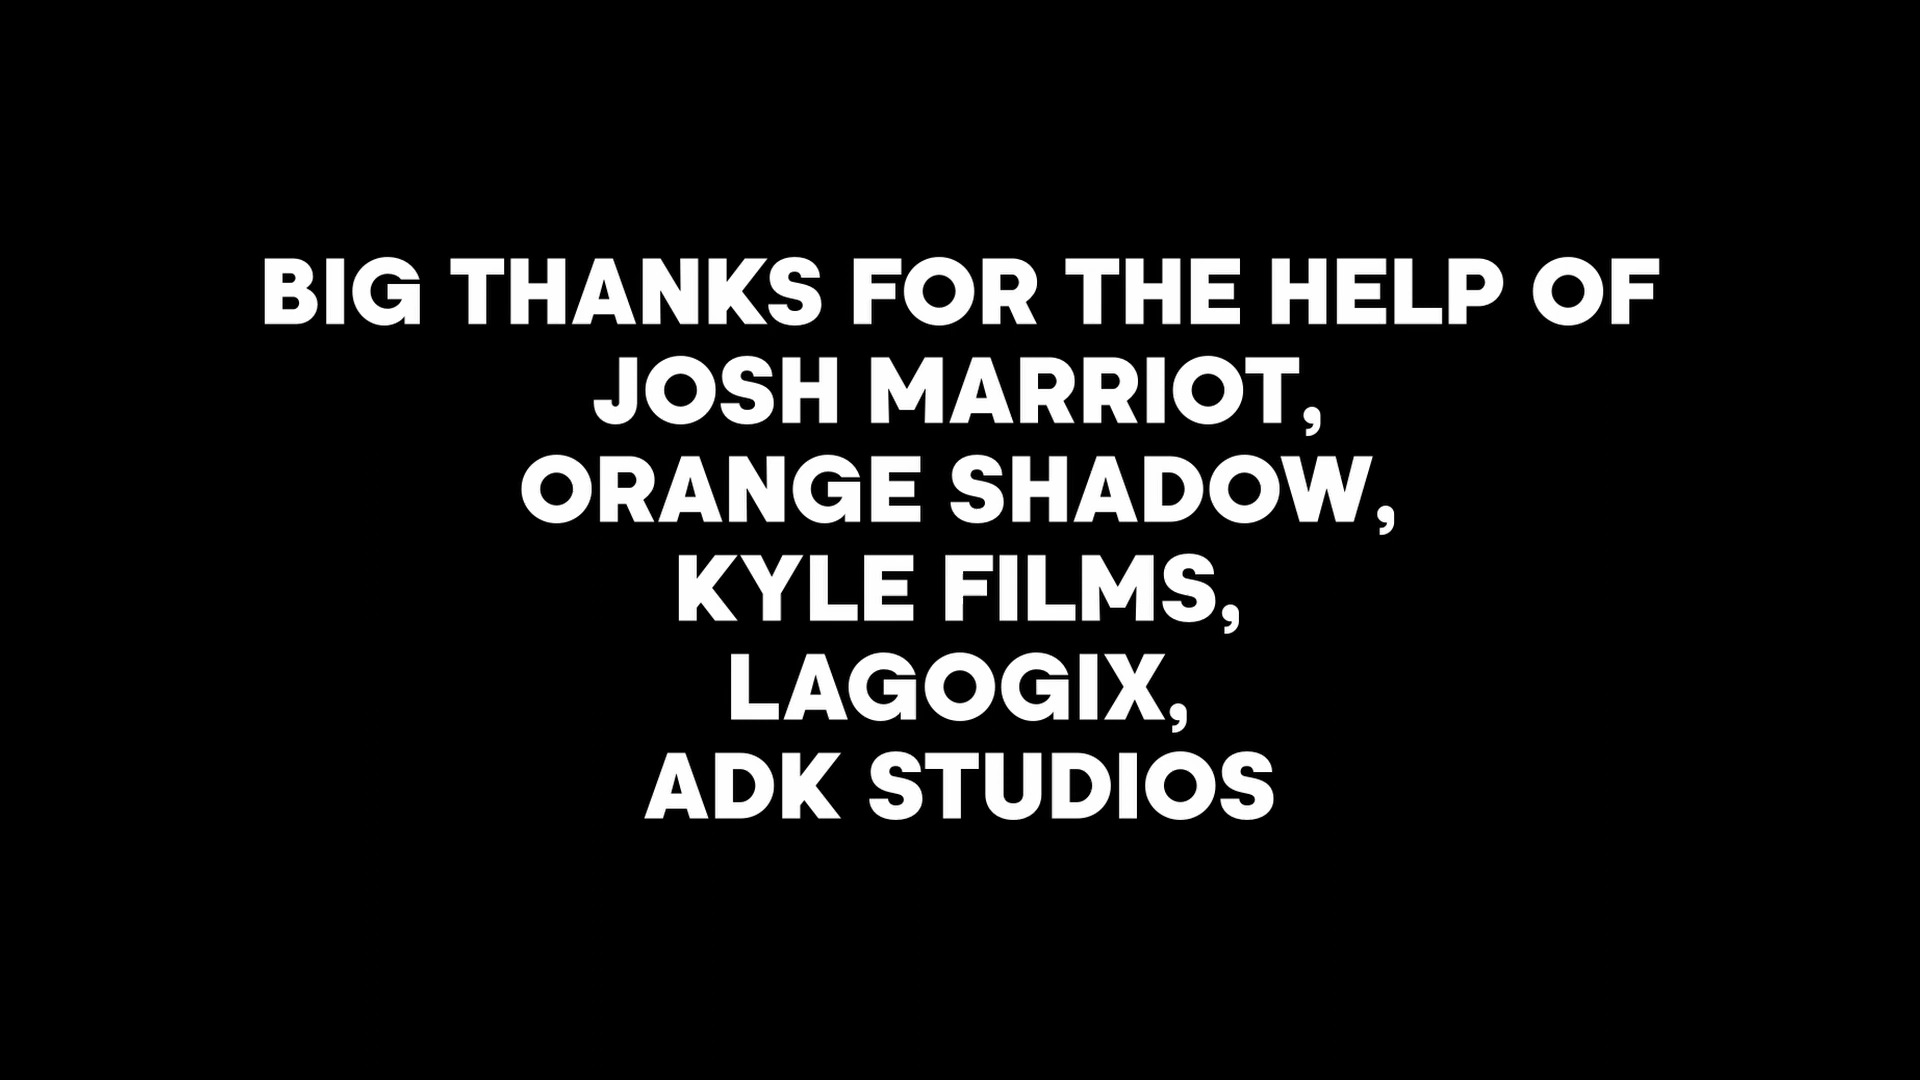 BIG THANKS FOR THE HELP OF
JOSH MARRIOT,
ORANGE SHADOW,
KYLE FILMS,
LAGOGIX,
ADK STUDIOS